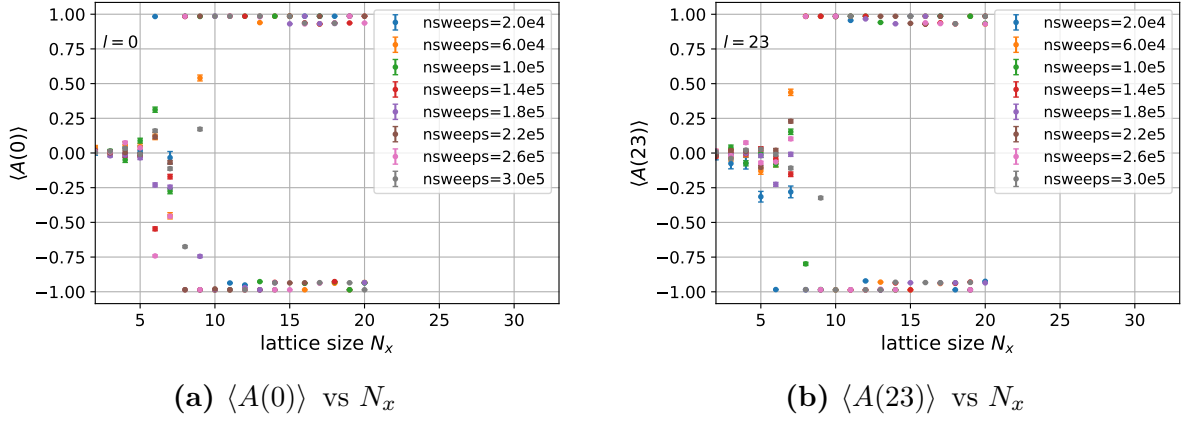 1.00
0.75
0.50
0.25
0.00
−0.25
−0.50
−0.75
−1.00
⟨A(0)⟩
l = 0
nsweeps=2.0e4
nsweeps=6.0e4
nsweeps=1.0e5
nsweeps=1.4e5
nsweeps=1.8e5
nsweeps=2.2e5
nsweeps=2.6e5
nsweeps=3.0e5
5 10 15 20 25 30
lattice size Nₓ
(a) ⟨A(0)⟩ vs Nₓ
1.00
0.75
0.50
0.25
0.00
−0.25
−0.50
−0.75
−1.00
⟨A(23)⟩
l = 23
nsweeps=2.0e4
nsweeps=6.0e4
nsweeps=1.0e5
nsweeps=1.4e5
nsweeps=1.8e5
nsweeps=2.2e5
nsweeps=2.6e5
nsweeps=3.0e5
5 10 15 20 25 30
lattice size Nₓ
(b) ⟨A(23)⟩ vs Nₓ